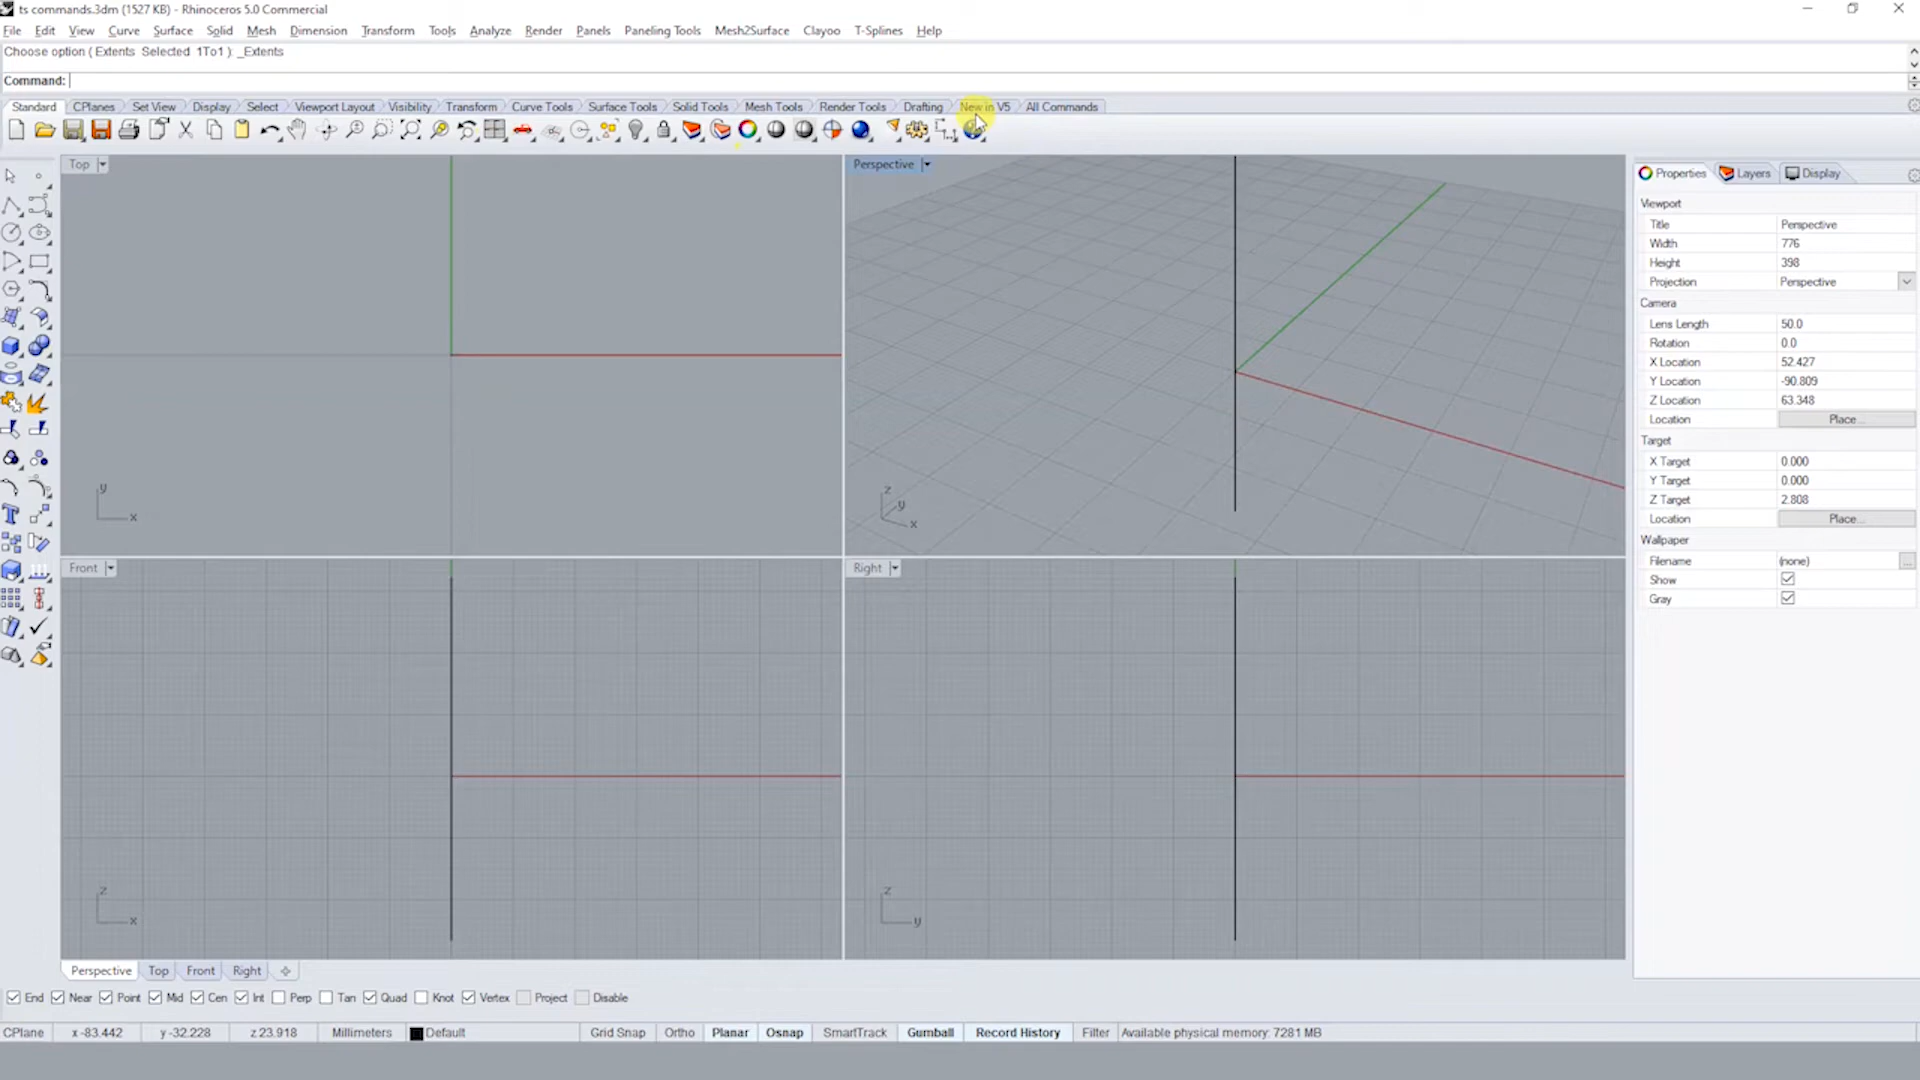 ts commands.3dm (1527 KB) - Rhinoceros 5.0 Commercial
File Edit View Curve Surface Solid Mesh Dimension Transform Tools Analyze Render Panels Paneling Tools Mesh2Surface Clayoo T-Splines Help
Choose option ( Extents Selected 1To1 ): _Extents
Command:
Standard CPlanes Set View Display Select Viewport Layout Visibility Transform Curve Tools Surface Tools Solid Tools Mesh Tools Render Tools Drafting New in V5 All Commands
Top
Perspective
y
x
z
y
x
Front
Right
z
x
z
y
Properties Layers Display
Viewport
Title Perspective
Width 776
Height 398
Projection Perspective
Camera
Lens Length 50.0
Rotation 0.0
X Location 52.427
Y Location -90.809
Z Location 63.348
Location Place...
Target
X Target 0.000
Y Target 0.000
Z Target 2.808
Location Place...
Wallpaper
Filename (none) ...
Show
Gray
Perspective Top Front Right
End Near Point Mid Cen Int Perp Tan Quad Knot Vertex Project Disable
CPlane x -83.442 y -32.228 z 23.918 Millimeters Default Grid Snap Ortho Planar Osnap SmartTrack Gumball Record History Filter Available physical memory: 7281 MB